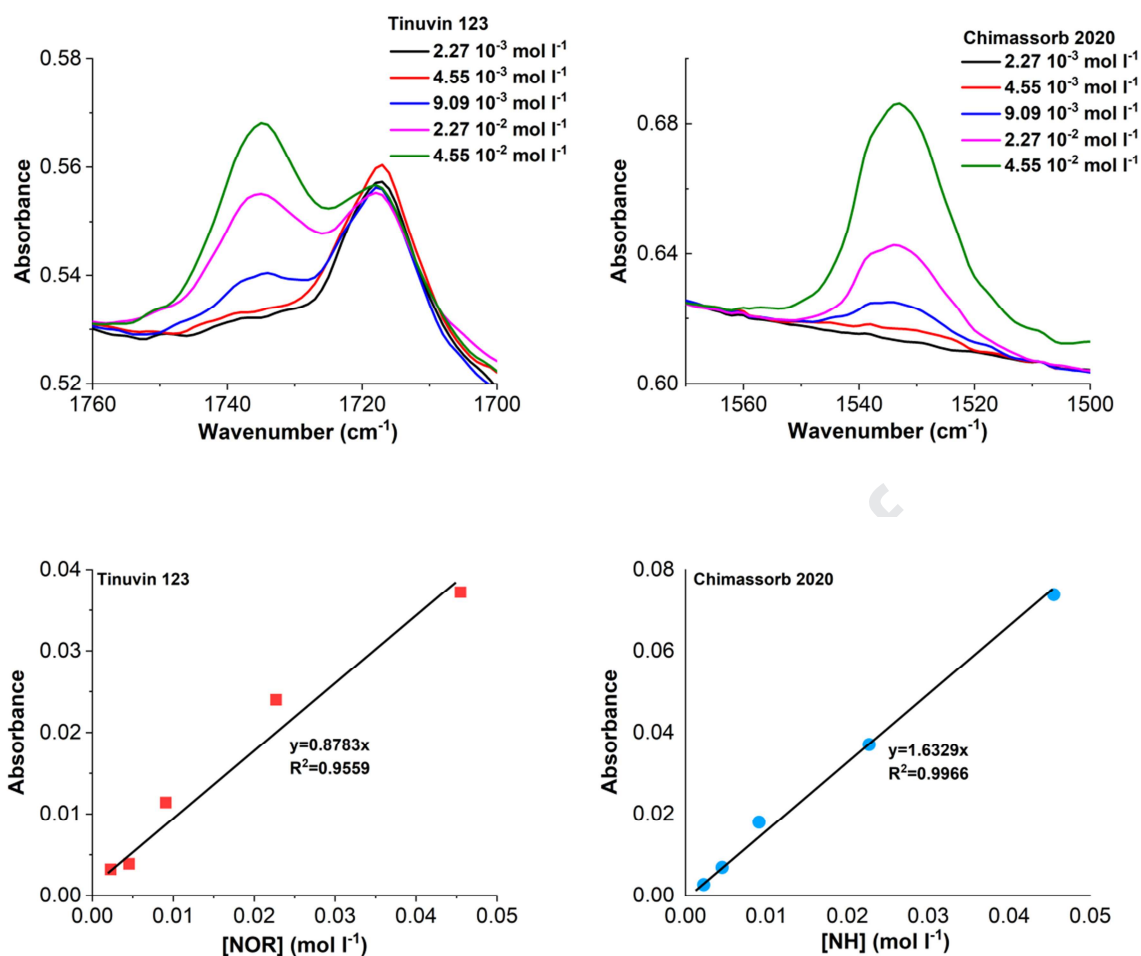 Tinuvin 123
2.27 10⁻³ mol l⁻¹
4.55 10⁻³ mol l⁻¹
9.09 10⁻³ mol l⁻¹
2.27 10⁻² mol l⁻¹
4.55 10⁻² mol l⁻¹
0.58
0.56
0.54
0.52
Absorbance
1760
1740
1720
1700
Wavenumber (cm⁻¹)
Chimassorb 2020
2.27 10⁻³ mol l⁻¹
4.55 10⁻³ mol l⁻¹
9.09 10⁻³ mol l⁻¹
2.27 10⁻² mol l⁻¹
4.55 10⁻² mol l⁻¹
0.68
0.64
0.60
Absorbance
1560
1540
1520
1500
Wavenumber (cm⁻¹)
c
Tinuvin 123
0.04
0.03
0.02
0.01
0.00
Absorbance
y=0.8783x
R²=0.9559
0.00
0.01
0.02
0.03
0.04
0.05
[NOR] (mol l⁻¹)
Chimassorb 2020
0.08
0.06
0.04
0.02
0.00
Absorbance
y=1.6329x
R²=0.9966
0.00
0.01
0.02
0.03
0.04
0.05
[NH] (mol l⁻¹)